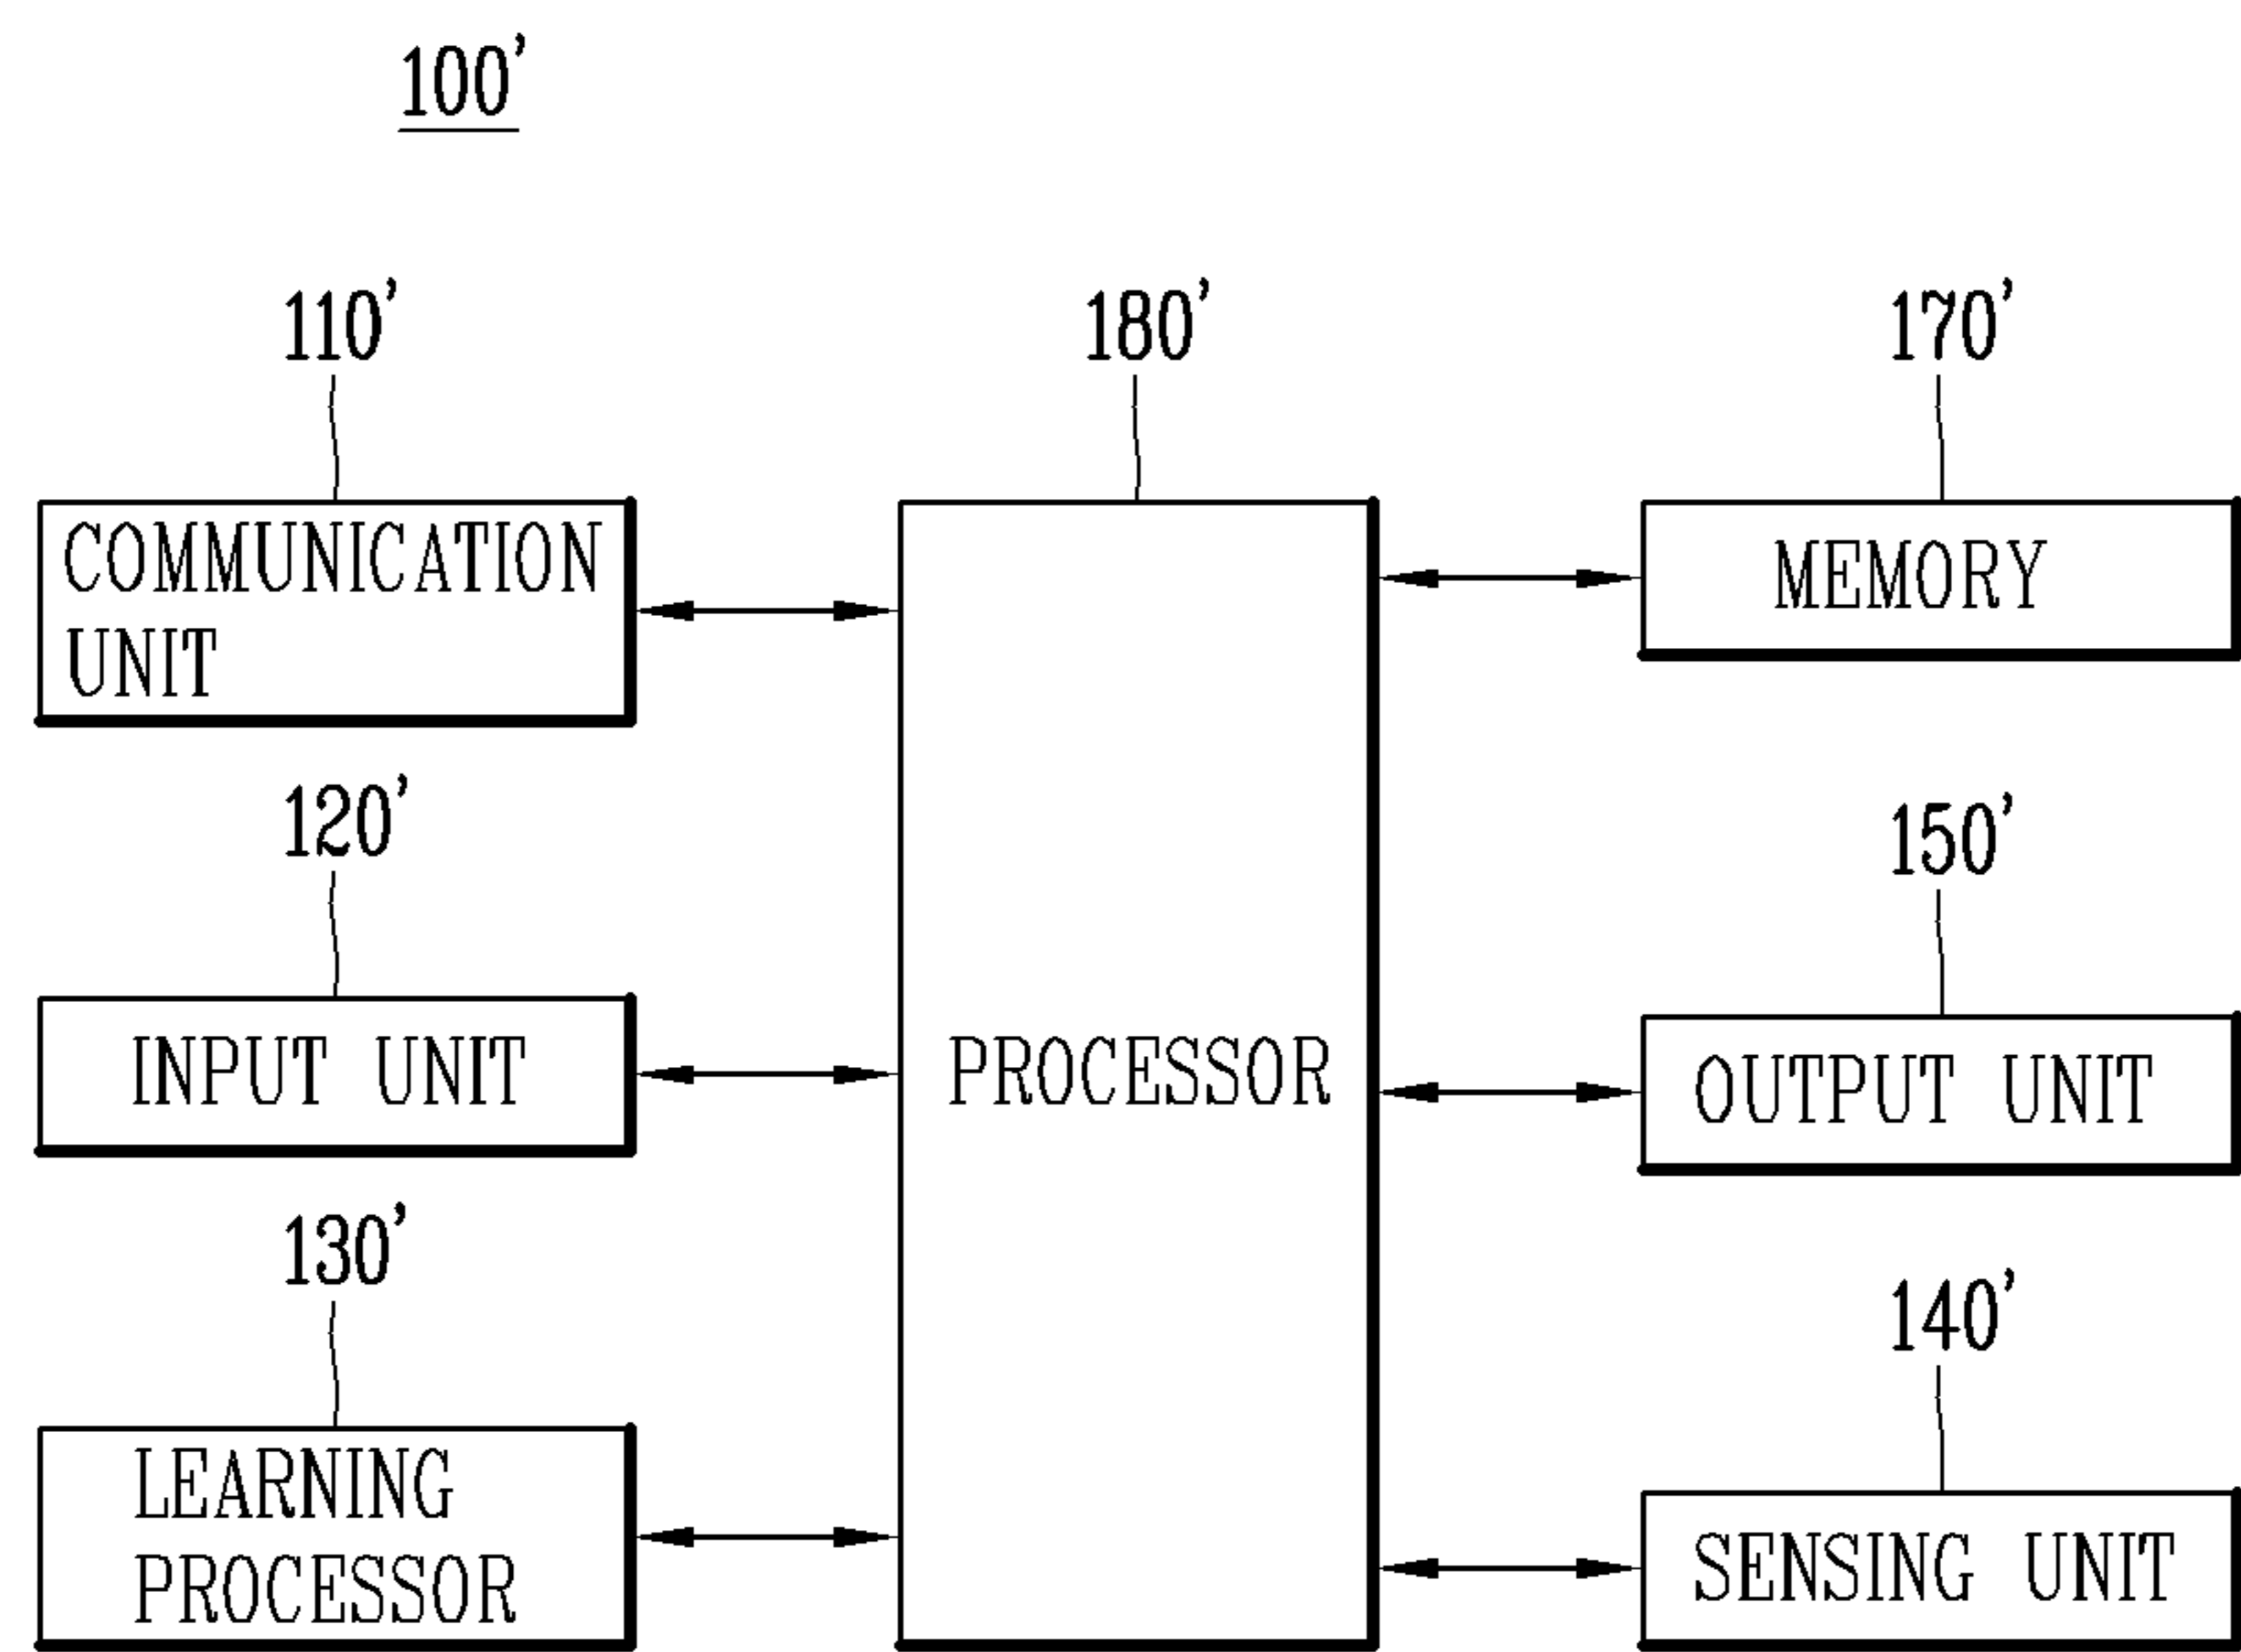 100'
110'
180'
170'
COMMUNICATION
UNIT
MEMORY
120'
150'
INPUT UNIT
PROCESSOR
OUTPUT UNIT
130'
140'
LEARNING
PROCESSOR
SENSING UNIT